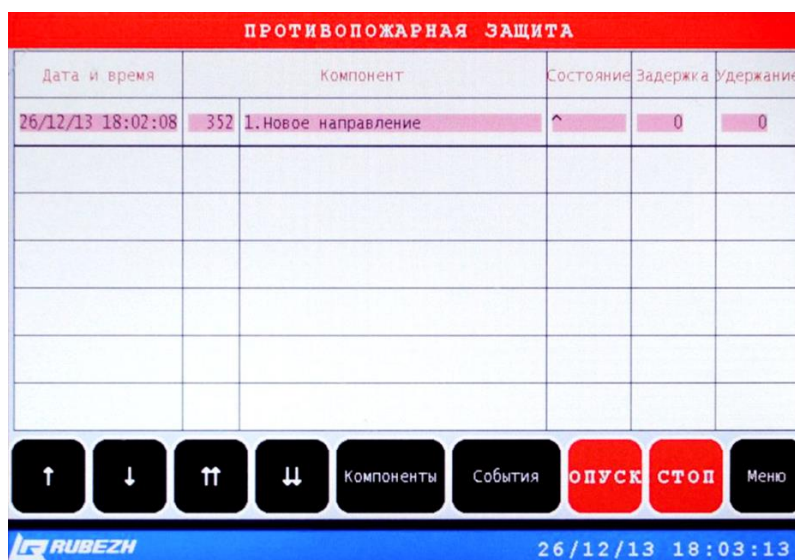 ПРОТИВОПОЖАРНАЯ ЗАЩИТА
Дата и время Компонент Состояние Задержка Удержание
26/12/13 18:02:08 352 1.Новое направление ^ 0 0
↑ ↓ ⇈ ⇊ Компоненты События ОПУСК СТОП Меню
RUBEZH 26/12/13 18:03:13